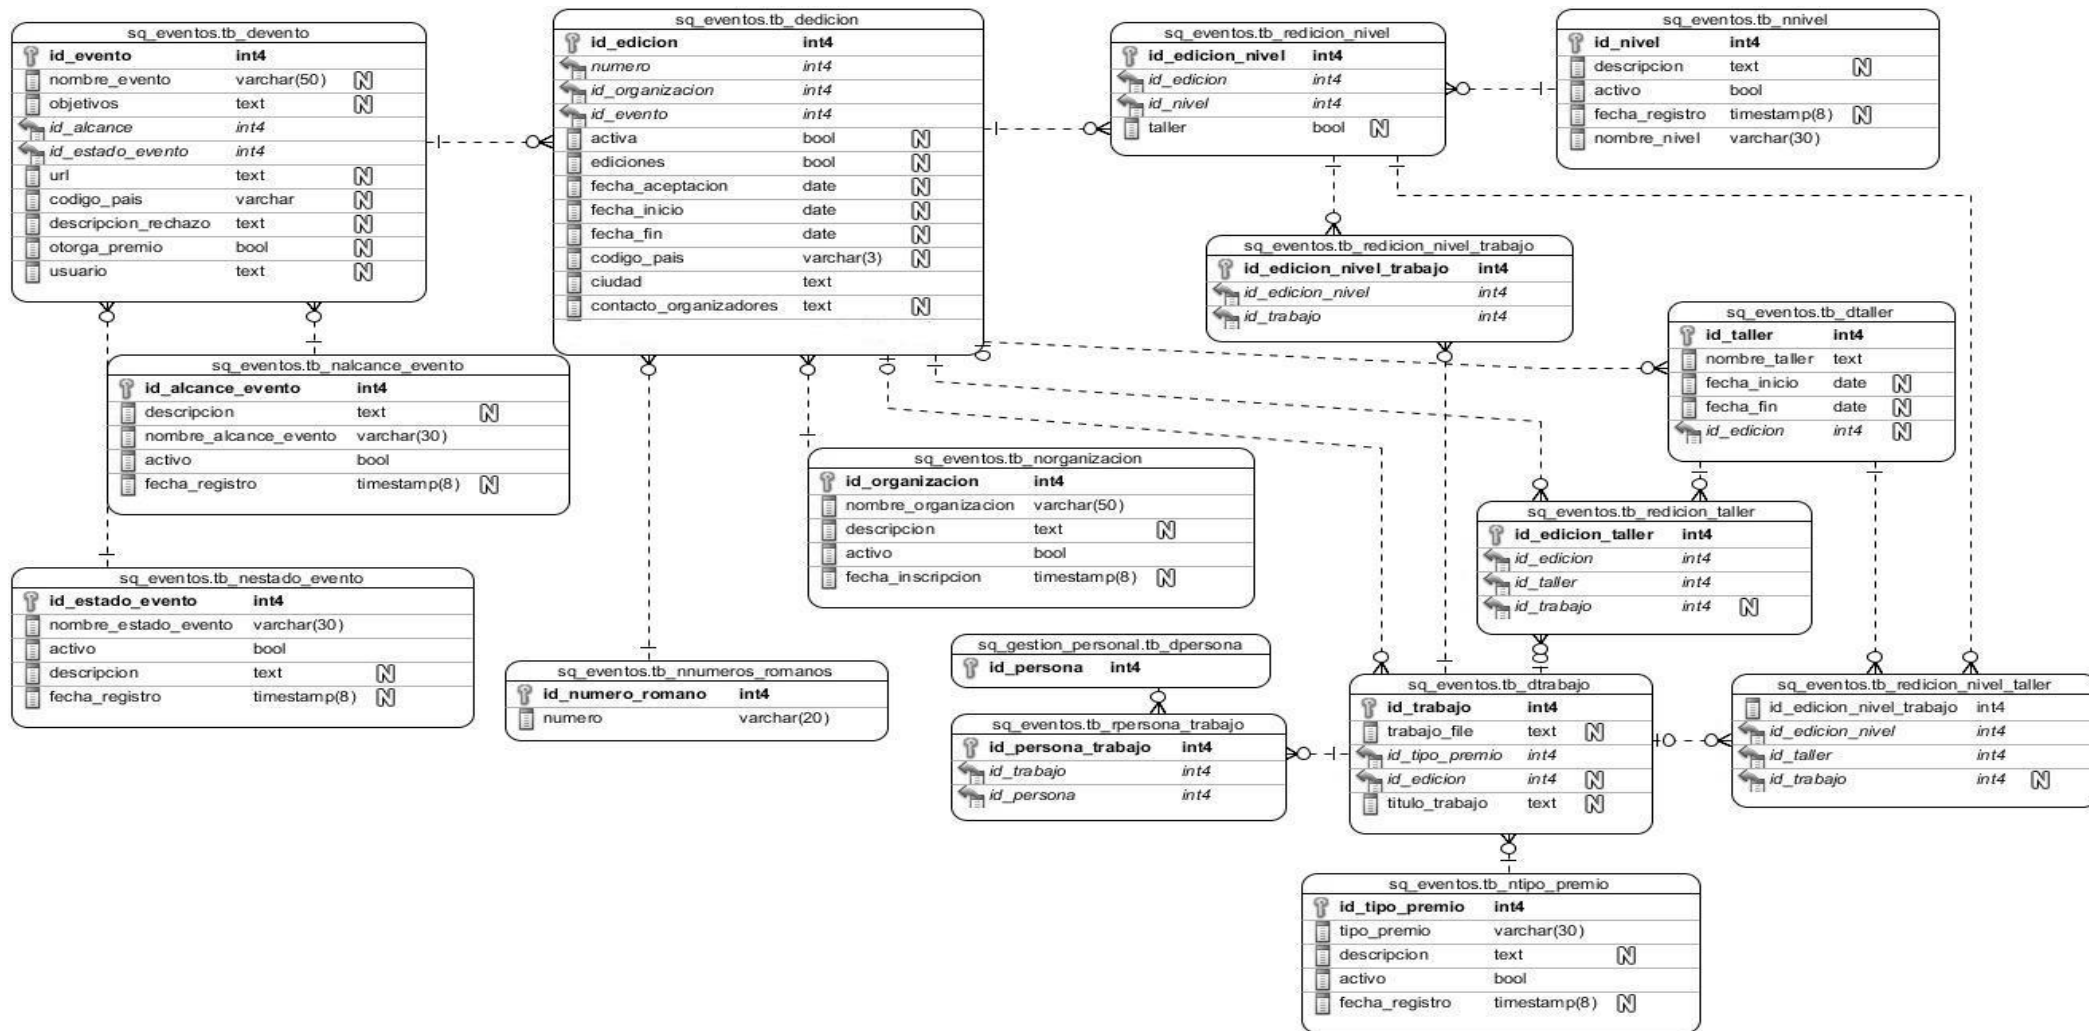 sq_eventos.tb_devento
id_evento int4
nombre_evento varchar(50) N
objetivos text N
id_alcance int4
id_estado_evento int4
url text N
codigo_pais varchar N
descripcion_rechazo text N
otorga_premio bool N
usuario text N
sq_eventos.tb_dedicion
id_edicion int4
numero int4
id_organizacion int4
id_evento int4
activa bool N
ediciones bool N
fecha_aceptacion date N
fecha_inicio date N
fecha_fin date N
codigo_pais varchar(3) N
ciudad text
contacto_organizadores text N
sq_eventos.tb_redicion_nivel
id_edicion_nivel int4
id_edicion int4
id_nivel int4
taller bool N
sq_eventos.tb_nnivel
id_nivel int4
descripcion text N
activo bool
fecha_registro timestamp(8) N
nombre_nivel varchar(30)
sq_eventos.tb_redicion_nivel_trabajo
id_edicion_nivel_trabajo int4
id_edicion_nivel int4
id_trabajo int4
sq_eventos.tb_dtaller
id_taller int4
nombre_taller text
fecha_inicio date N
fecha_fin date N
id_edicion int4 N
sq_eventos.tb_nalcance_evento
id_alcance_evento int4
descripcion text N
nombre_alcance_evento varchar(30)
activo bool
fecha_registro timestamp(8) N
sq_eventos.tb_norganizacion
id_organizacion int4
nombre_organizacion varchar(50)
descripcion text N
activo bool
fecha_inscripcion timestamp(8) N
sq_eventos.tb_redicion_taller
id_edicion_taller int4
id_edicion int4
id_taller int4
id_trabajo int4 N
sq_eventos.tb_nestado_evento
id_estado_evento int4
nombre_estado_evento varchar(30)
activo bool
descripcion text N
fecha_registro timestamp(8) N
sq_eventos.tb_nnumeros_romanos
id_numero_romano int4
numero varchar(20)
sq_gestion_personal.tb_dpersona
id_persona int4
sq_eventos.tb_rpersona_trabajo
id_persona_trabajo int4
id_trabajo int4
id_persona int4
sq_eventos.tb_dtrabajo
id_trabajo int4
trabajo_file text N
id_tipo_premio int4
id_edicion int4 N
titulo_trabajo text N
sq_eventos.tb_redicion_nivel_taller
id_edicion_nivel_trabajo int4
id_edicion_nivel int4
id_taller int4
id_trabajo int4 N
sq_eventos.tb_ntipo_premio
id_tipo_premio int4
tipo_premio varchar(30)
descripcion text N
activo bool
fecha_registro timestamp(8) N